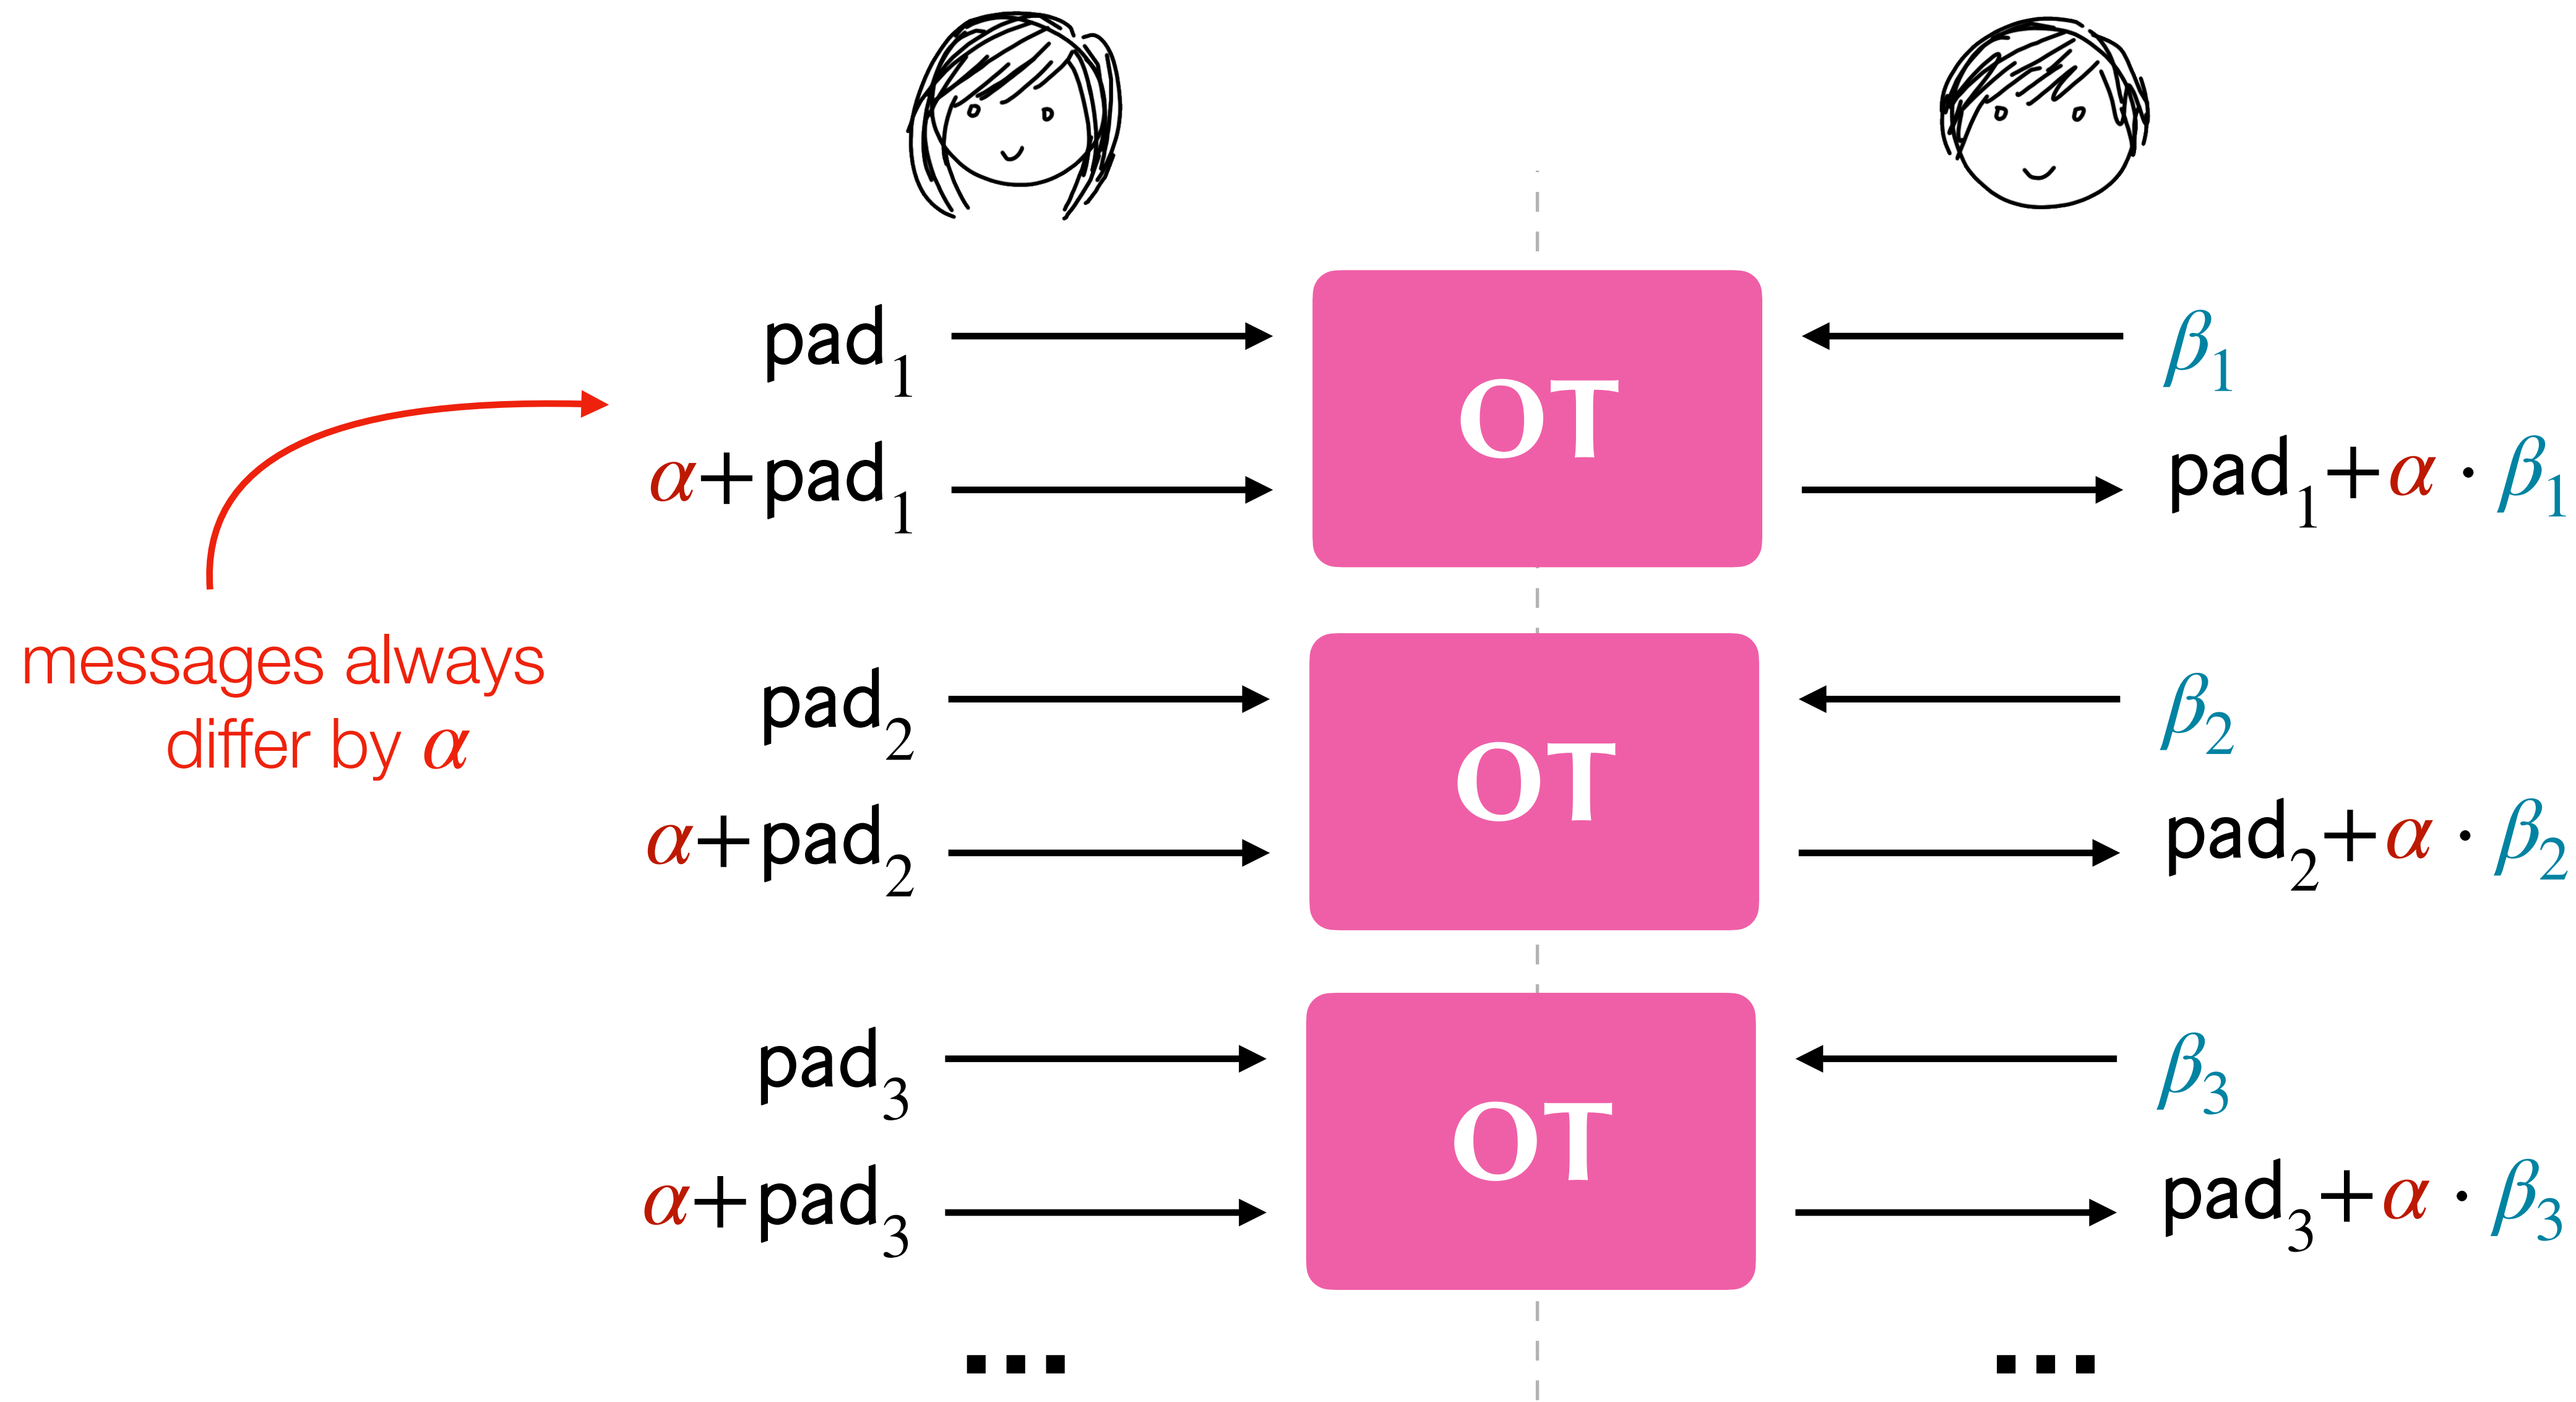 pad₁
β₁
OT
α+pad₁
pad₁+α · β₁
messages always
differ by α
pad₂
β₂
OT
α+pad₂
pad₂+α · β₂
pad₃
β₃
OT
α+pad₃
pad₃+α · β₃
... ...